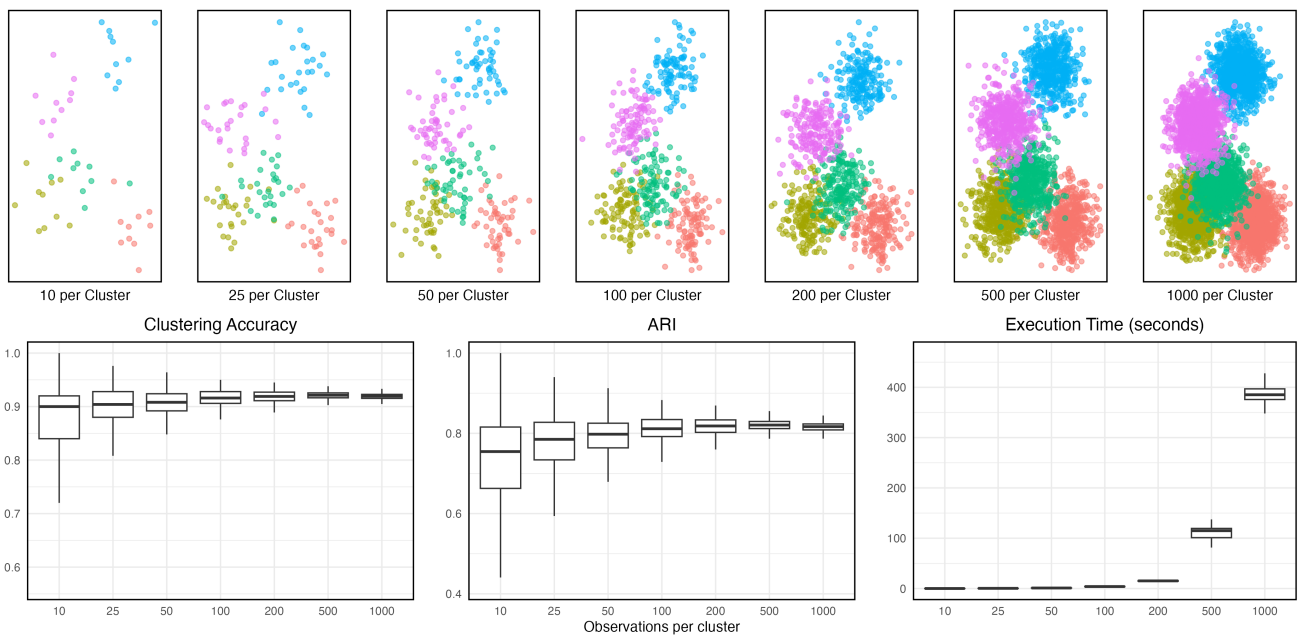 10 per Cluster
25 per Cluster
50 per Cluster
100 per Cluster
200 per Cluster
500 per Cluster
1000 per Cluster
Clustering Accuracy
ARI
Execution Time (seconds)
1.0
0.9
0.8
0.7
0.6
10 25 50 100 200 500 1000
1.0
0.8
0.6
0.4
10 25 50 100 200 500 1000
400
300
200
100
0
10 25 50 100 200 500 1000
Observations per cluster